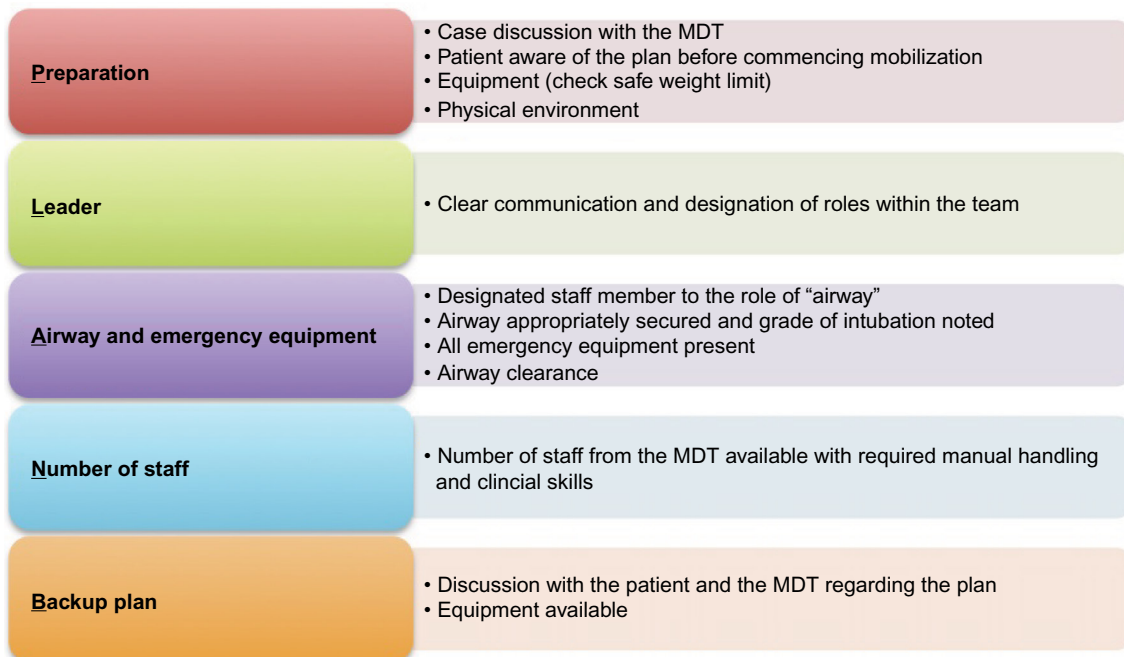 Preparation
• Case discussion with the MDT
• Patient aware of the plan before commencing mobilization
• Equipment (check safe weight limit)
• Physical environment
Leader
• Clear communication and designation of roles within the team
Airway and emergency equipment
• Designated staff member to the role of “airway”
• Airway appropriately secured and grade of intubation noted
• All emergency equipment present
• Airway clearance
Number of staff
• Number of staff from the MDT available with required manual handling
and clincial skills
Backup plan
• Discussion with the patient and the MDT regarding the plan
• Equipment available